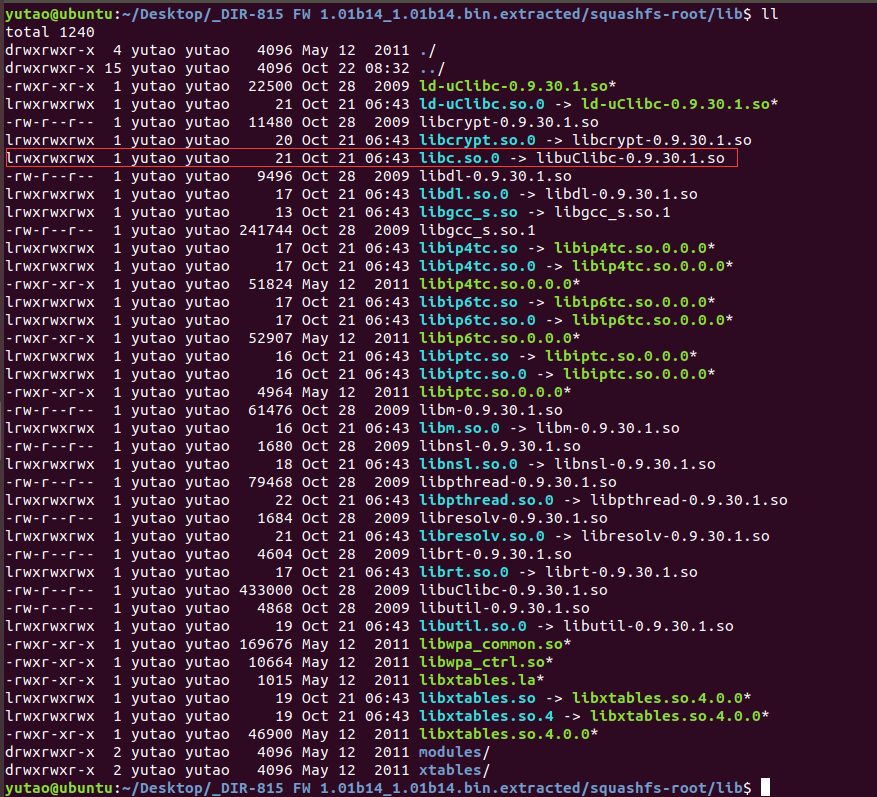 yutao@ubuntu:~/Desktop/_DIR-815 FW 1.01b14_1.01b14.bin.extracted/squashfs-root/lib$ ll
total 1240
drwxrwxr-x  4 yutao yutao   4096 May 12  2011 ./
drwxrwxr-x 15 yutao yutao   4096 Oct 22 08:32 ../
-rwxr-xr-x  1 yutao yutao  22500 Oct 28  2009 ld-uClibc-0.9.30.1.so*
lrwxrwxrwx  1 yutao yutao     21 Oct 21 06:43 ld-uClibc.so.0 -> ld-uClibc-0.9.30.1.so*
-rw-r--r--  1 yutao yutao  11480 Oct 28  2009 libcrypt-0.9.30.1.so
lrwxrwxrwx  1 yutao yutao     20 Oct 21 06:43 libcrypt.so.0 -> libcrypt-0.9.30.1.so
lrwxrwxrwx  1 yutao yutao     21 Oct 21 06:43 libc.so.0 -> libuClibc-0.9.30.1.so
-rw-r--r--  1 yutao yutao   9496 Oct 28  2009 libdl-0.9.30.1.so
lrwxrwxrwx  1 yutao yutao     17 Oct 21 06:43 libdl.so.0 -> libdl-0.9.30.1.so
lrwxrwxrwx  1 yutao yutao     13 Oct 21 06:43 libgcc_s.so -> libgcc_s.so.1
-rw-r--r--  1 yutao yutao 241744 Oct 28  2009 libgcc_s.so.1
lrwxrwxrwx  1 yutao yutao     17 Oct 21 06:43 libip4tc.so -> libip4tc.so.0.0.0*
lrwxrwxrwx  1 yutao yutao     17 Oct 21 06:43 libip4tc.so.0 -> libip4tc.so.0.0.0*
-rwxr-xr-x  1 yutao yutao  51824 May 12  2011 libip4tc.so.0.0.0*
lrwxrwxrwx  1 yutao yutao     17 Oct 21 06:43 libip6tc.so -> libip6tc.so.0.0.0*
lrwxrwxrwx  1 yutao yutao     17 Oct 21 06:43 libip6tc.so.0 -> libip6tc.so.0.0.0*
-rwxr-xr-x  1 yutao yutao  52907 May 12  2011 libip6tc.so.0.0.0*
lrwxrwxrwx  1 yutao yutao     16 Oct 21 06:43 libiptc.so -> libiptc.so.0.0.0*
lrwxrwxrwx  1 yutao yutao     16 Oct 21 06:43 libiptc.so.0 -> libiptc.so.0.0.0*
-rwxr-xr-x  1 yutao yutao   4964 May 12  2011 libiptc.so.0.0.0*
-rw-r--r--  1 yutao yutao  61476 Oct 28  2009 libm-0.9.30.1.so
lrwxrwxrwx  1 yutao yutao     16 Oct 21 06:43 libm.so.0 -> libm-0.9.30.1.so
-rw-r--r--  1 yutao yutao   1680 Oct 28  2009 libnsl-0.9.30.1.so
lrwxrwxrwx  1 yutao yutao     18 Oct 21 06:43 libnsl.so.0 -> libnsl-0.9.30.1.so
-rw-r--r--  1 yutao yutao  79468 Oct 28  2009 libpthread-0.9.30.1.so
lrwxrwxrwx  1 yutao yutao     22 Oct 21 06:43 libpthread.so.0 -> libpthread-0.9.30.1.so
-rw-r--r--  1 yutao yutao   1684 Oct 28  2009 libresolv-0.9.30.1.so
lrwxrwxrwx  1 yutao yutao     21 Oct 21 06:43 libresolv.so.0 -> libresolv-0.9.30.1.so
-rw-r--r--  1 yutao yutao   4604 Oct 28  2009 librt-0.9.30.1.so
lrwxrwxrwx  1 yutao yutao     17 Oct 21 06:43 librt.so.0 -> librt-0.9.30.1.so
-rw-r--r--  1 yutao yutao 433000 Oct 28  2009 libuClibc-0.9.30.1.so
-rw-r--r--  1 yutao yutao   4868 Oct 28  2009 libutil-0.9.30.1.so
lrwxrwxrwx  1 yutao yutao     19 Oct 21 06:43 libutil.so.0 -> libutil-0.9.30.1.so
-rwxr-xr-x  1 yutao yutao 169676 May 12  2011 libwpa_common.so*
-rwxr-xr-x  1 yutao yutao  10664 May 12  2011 libwpa_ctrl.so*
-rwxr-xr-x  1 yutao yutao   1015 May 12  2011 libxtables.la*
lrwxrwxrwx  1 yutao yutao     19 Oct 21 06:43 libxtables.so -> libxtables.so.4.0.0*
lrwxrwxrwx  1 yutao yutao     19 Oct 21 06:43 libxtables.so.4 -> libxtables.so.4.0.0*
-rwxr-xr-x  1 yutao yutao  46900 May 12  2011 libxtables.so.4.0.0*
drwxrwxr-x  2 yutao yutao   4096 May 12  2011 modules/
drwxrwxr-x  2 yutao yutao   4096 May 12  2011 xtables/
yutao@ubuntu:~/Desktop/_DIR-815 FW 1.01b14_1.01b14.bin.extracted/squashfs-root/lib$